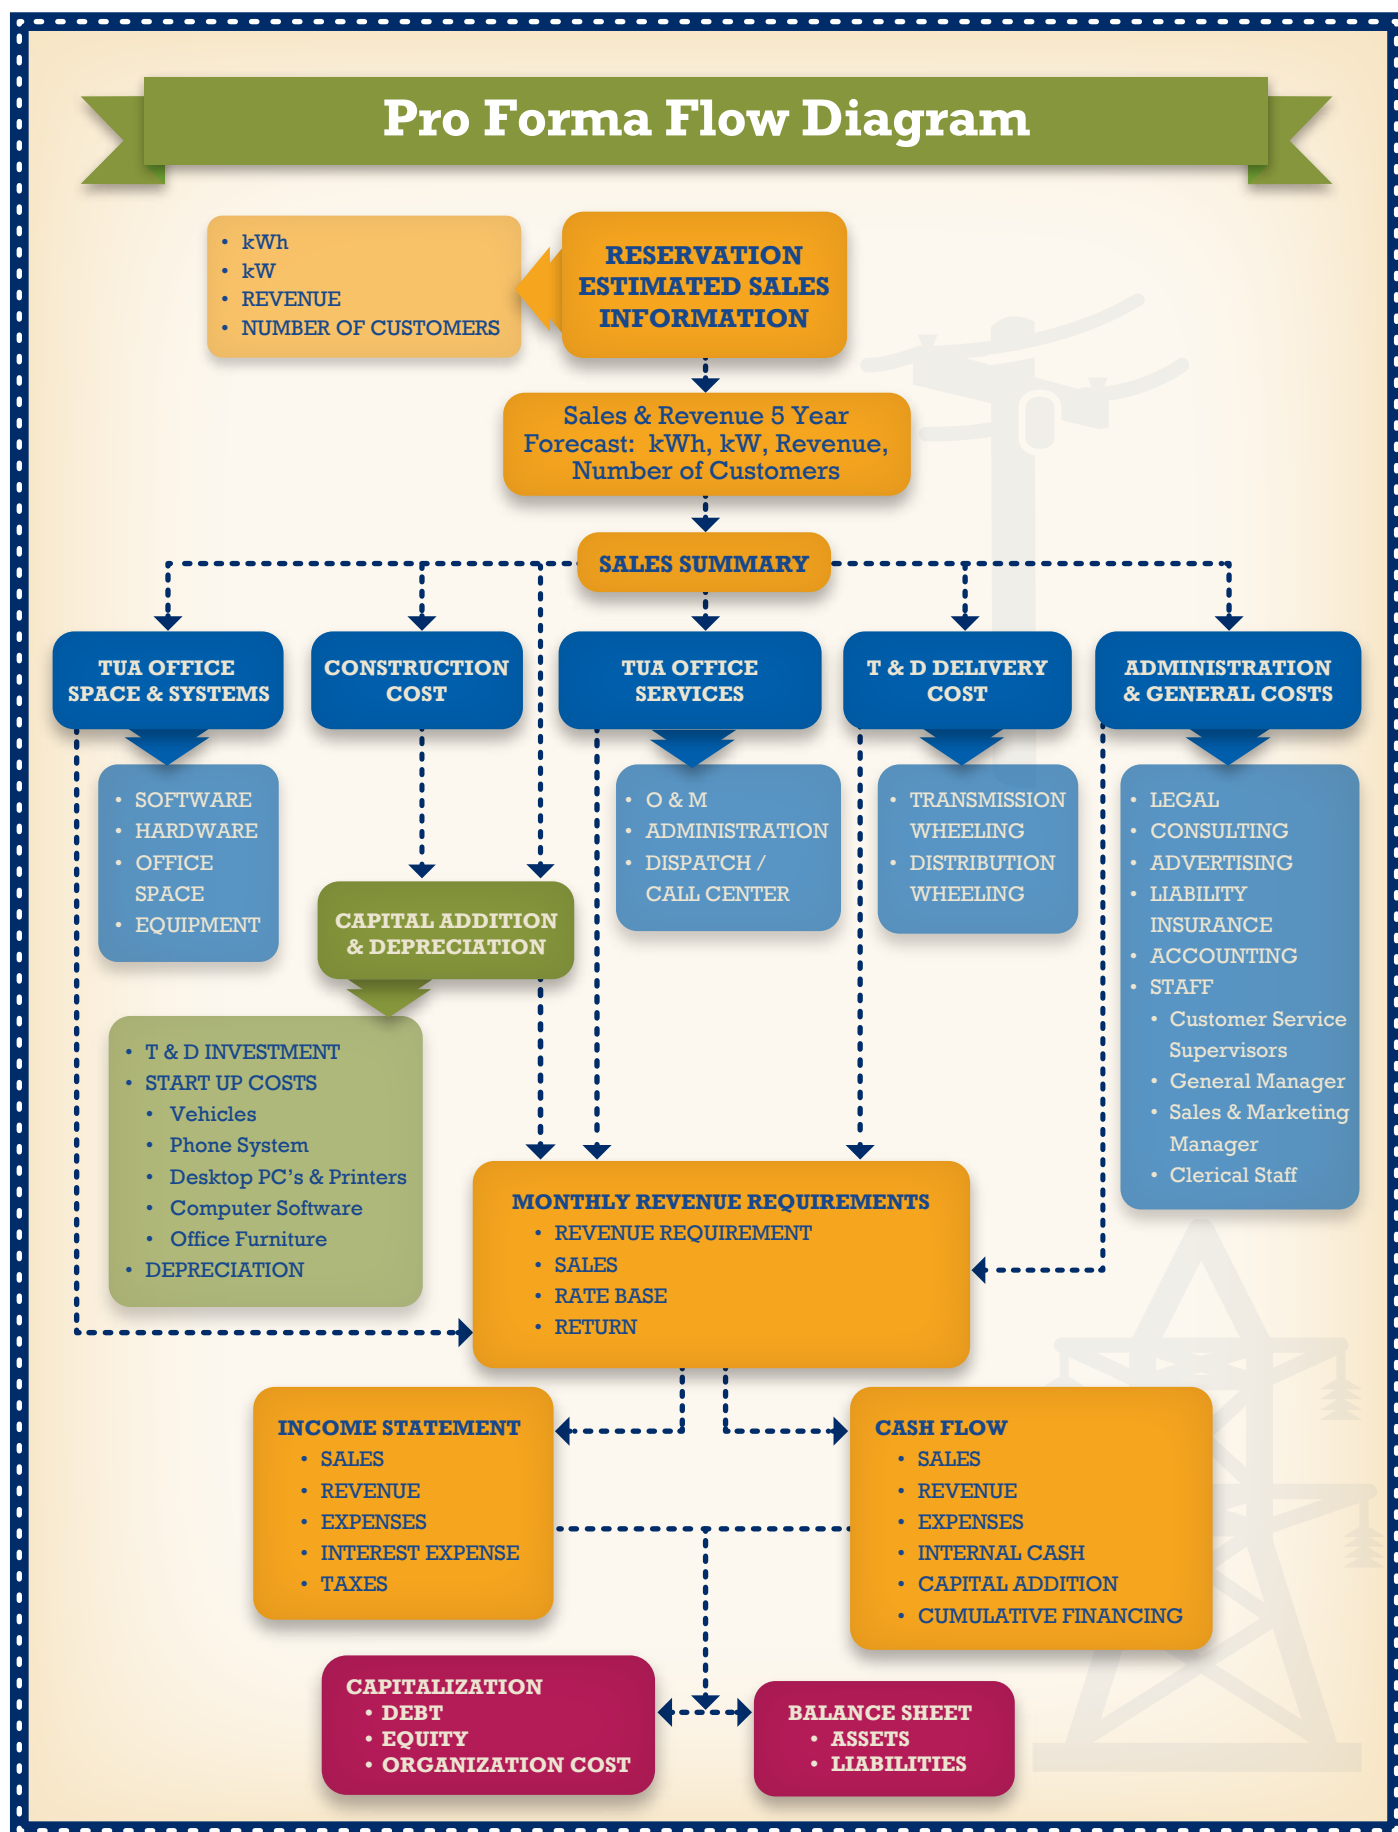 Pro Forma Flow Diagram
• kWh
• kW
• REVENUE
• NUMBER OF CUSTOMERS
RESERVATION
ESTIMATED SALES
INFORMATION
Sales & Revenue 5 Year
Forecast: kWh, kW, Revenue,
Number of Customers
SALES SUMMARY
TUA OFFICE
SPACE & SYSTEMS
CONSTRUCTION
COST
TUA OFFICE
SERVICES
T & D DELIVERY
COST
ADMINISTRATION
& GENERAL COSTS
• SOFTWARE
• HARDWARE
• OFFICE
SPACE
• EQUIPMENT
• O & M
• ADMINISTRATION
• DISPATCH /
CALL CENTER
• TRANSMISSION
WHEELING
• DISTRIBUTION
WHEELING
• LEGAL
• CONSULTING
• ADVERTISING
• LIABILITY
INSURANCE
• ACCOUNTING
• STAFF
• Customer Service
Supervisors
• General Manager
• Sales & Marketing
Manager
• Clerical Staff
CAPITAL ADDITION
& DEPRECIATION
• T & D INVESTMENT
• START UP COSTS
• Vehicles
• Phone System
• Desktop PC's & Printers
• Computer Software
• Office Furniture
• DEPRECIATION
MONTHLY REVENUE REQUIREMENTS
• REVENUE REQUIREMENT
• SALES
• RATE BASE
• RETURN
INCOME STATEMENT
• SALES
• REVENUE
• EXPENSES
• INTEREST EXPENSE
• TAXES
CASH FLOW
• SALES
• REVENUE
• EXPENSES
• INTERNAL CASH
• CAPITAL ADDITION
• CUMULATIVE FINANCING
CAPITALIZATION
• DEBT
• EQUITY
• ORGANIZATION COST
BALANCE SHEET
• ASSETS
• LIABILITIES